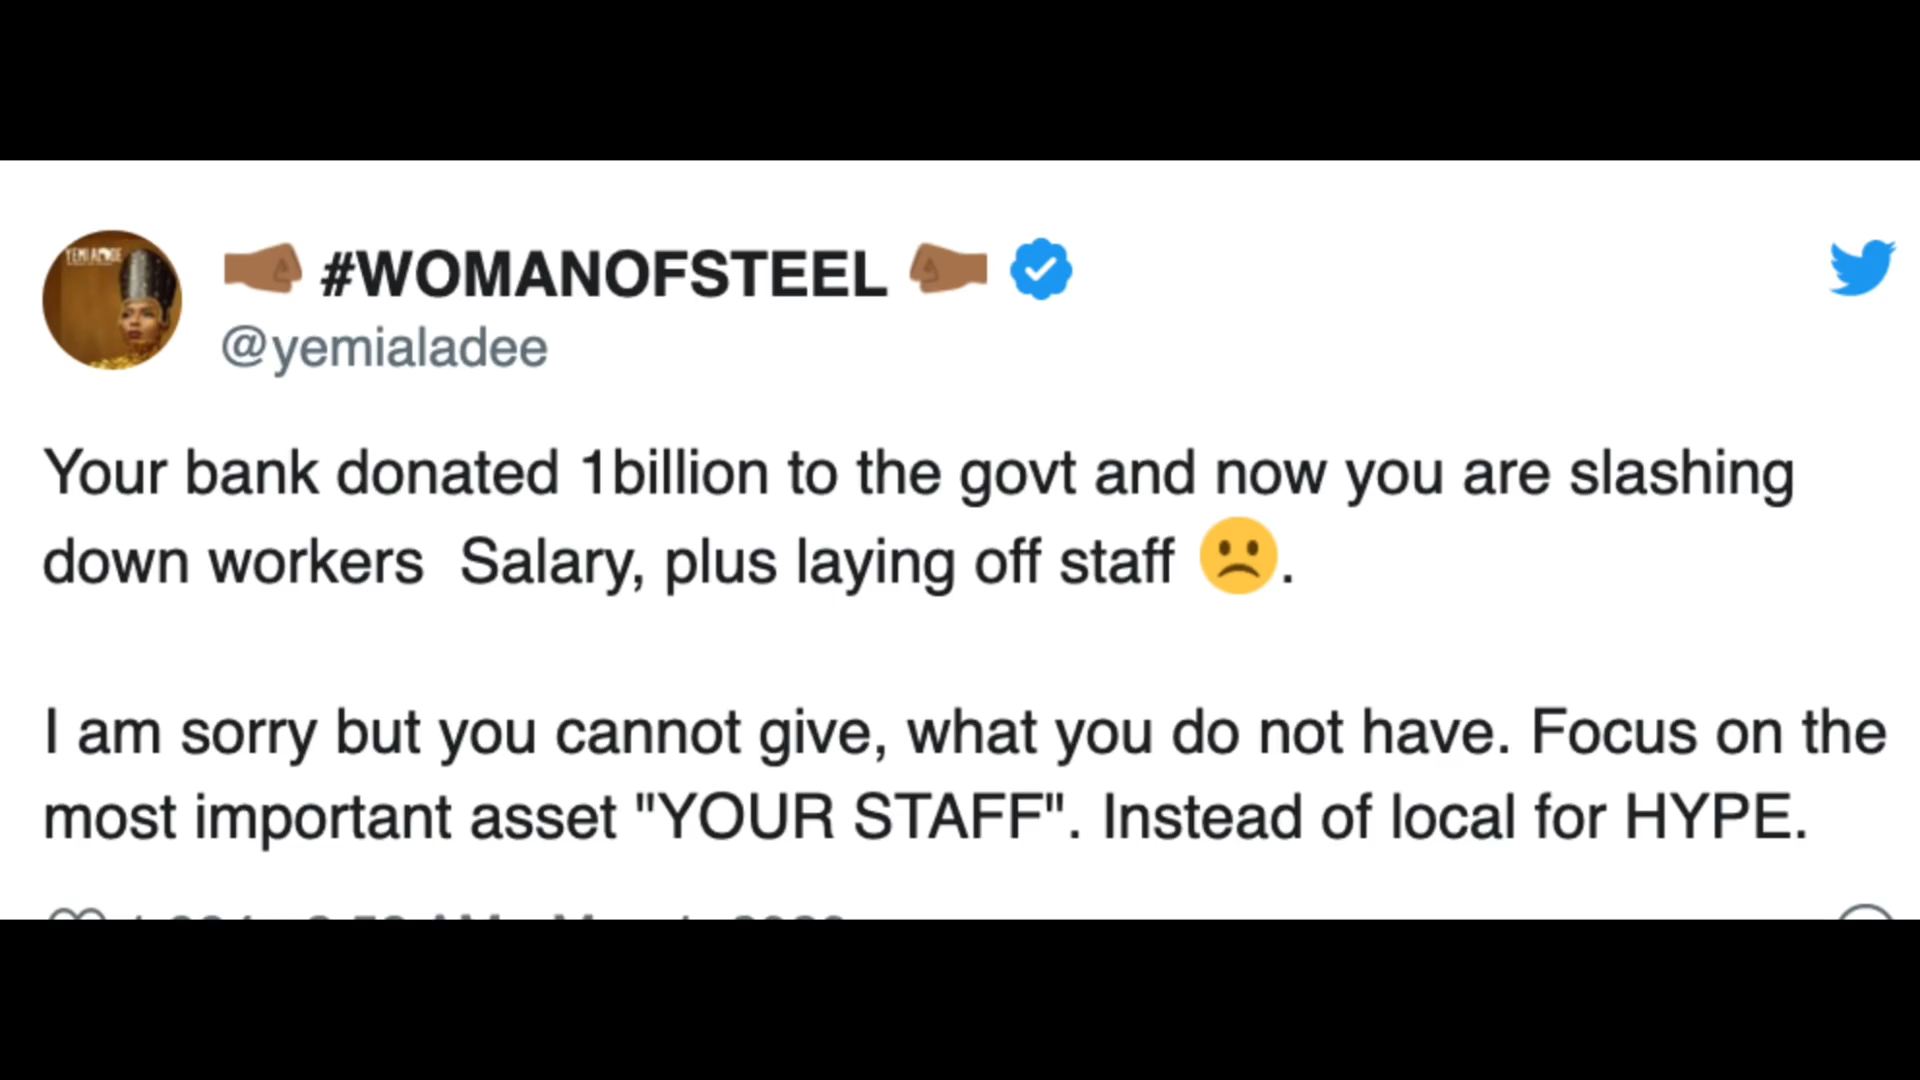 YEMI ALADE
#WOMANOFSTEEL
@yemialadee
Your bank donated 1billion to the govt and now you are slashing
down workers  Salary, plus laying off staff ☹️.
I am sorry but you cannot give, what you do not have. Focus on the
most important asset "YOUR STAFF". Instead of local for HYPE.